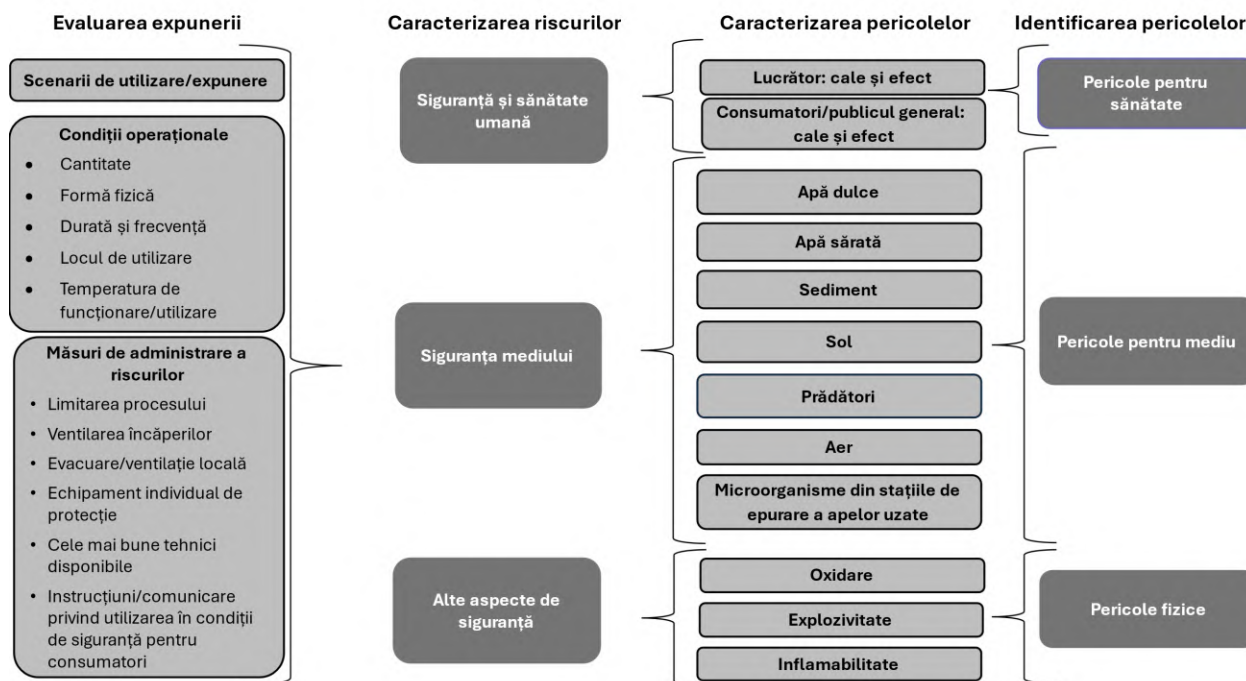 Evaluarea expunerii
Scenarii de utilizare/expunere
Condiții operaționale
● Cantitate
● Formă fizică
● Durată și frecvență
● Locul de utilizare
● Temperatura de
funcționare/utilizare
Măsuri de administrare a
riscurilor
• Limitarea procesului
• Ventilarea încăperilor
• Evacuare/ventilație locală
• Echipament individual de
protecție
• Cele mai bune tehnici
disponibile
• Instrucțiuni/comunicare
privind utilizarea în condiții
de siguranță pentru
consumatori
Caracterizarea riscurilor
Siguranță și sănătate
umană
Siguranța mediului
Alte aspecte de
siguranță
Caracterizarea pericolelor
Lucrător: cale și efect
Consumatori/publicul general:
cale și efect
Apă dulce
Apă sărată
Sediment
Sol
Prădători
Aer
Microorganisme din stațiile de
epurare a apelor uzate
Oxidare
Explozivitate
Inflamabilitate
Identificarea pericolelor
Pericole pentru
sănătate
Pericole pentru mediu
Pericole fizice